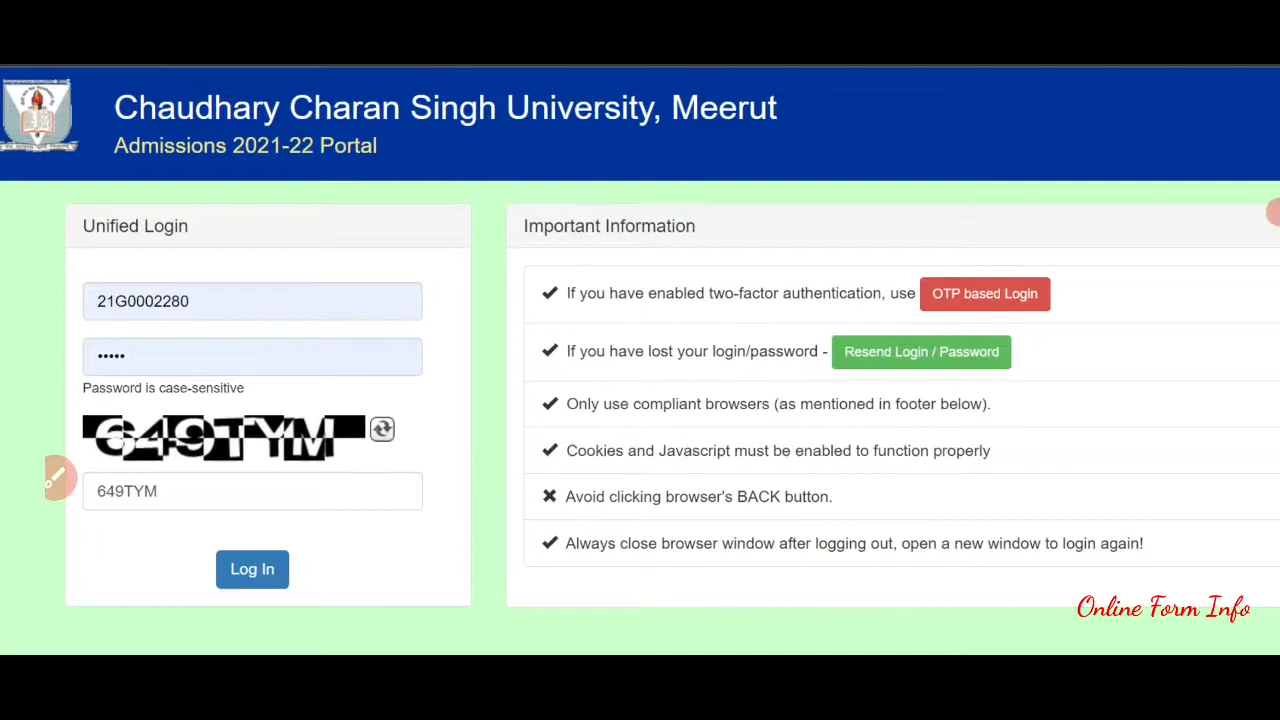 Chaudhary Charan Singh University, Meerut
Admissions 2021-22 Portal
Unified Login
21G0002280
•••••
Password is case-sensitive
649TYM
649TYM
Log In
Important Information
✔ If you have enabled two-factor authentication, use OTP based Login
✔ If you have lost your login/password - Resend Login / Password
✔ Only use compliant browsers (as mentioned in footer below).
✔ Cookies and Javascript must be enabled to function properly
✖ Avoid clicking browser's BACK button.
✔ Always close browser window after logging out, open a new window to login again!
Online Form Info